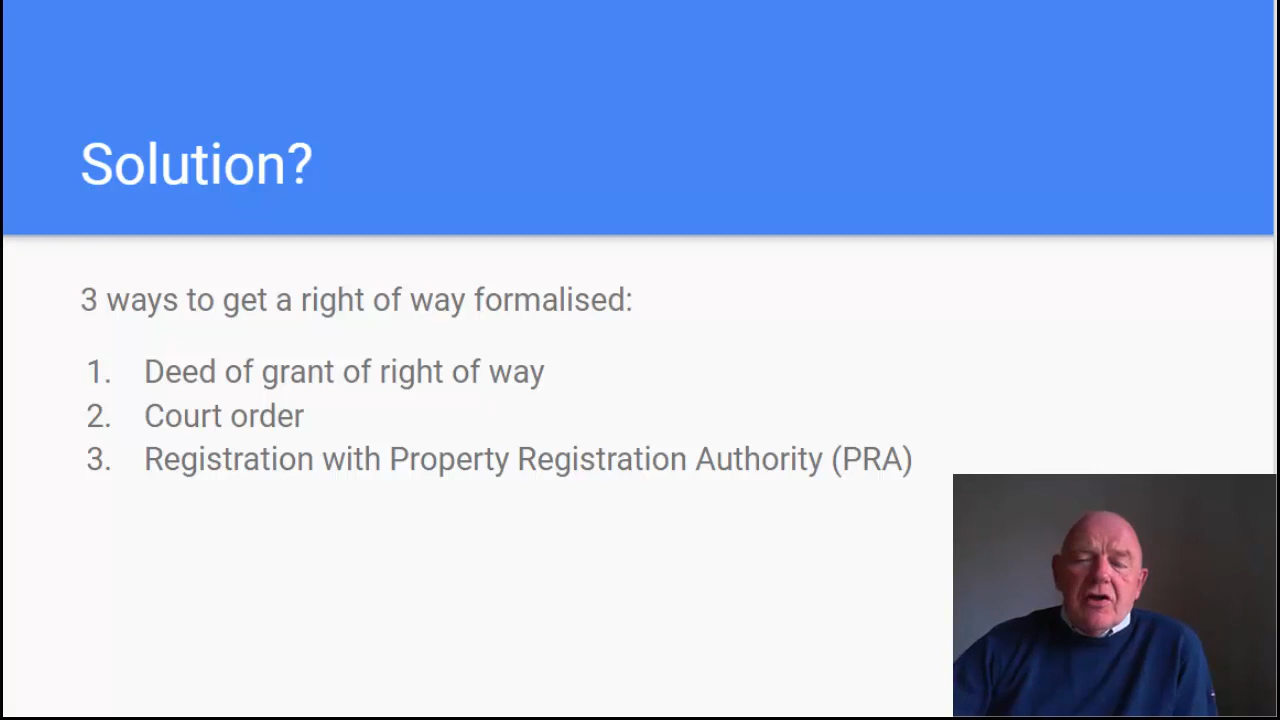 Solution?
3 ways to get a right of way formalised:
1. Deed of grant of right of way
2. Court order
3. Registration with Property Registration Authority (PRA)